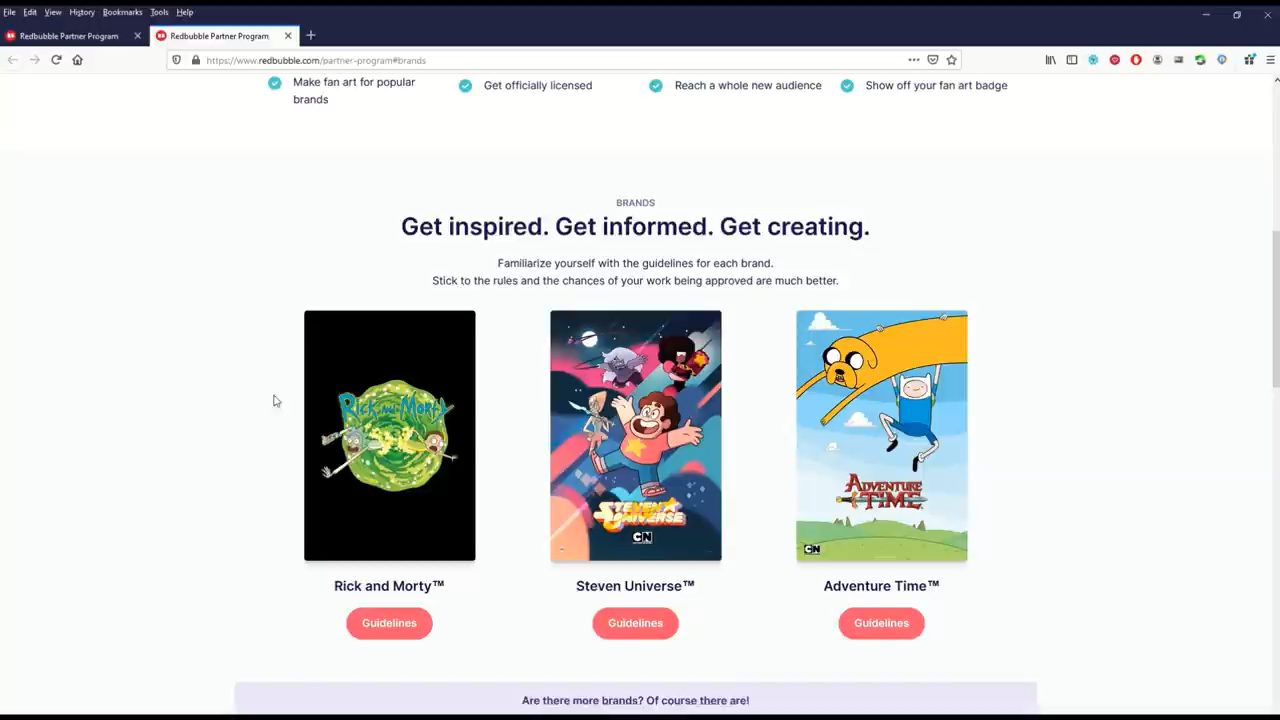 File Edit View History Bookmarks Tools Help
Redbubble Partner Program
Redbubble Partner Program
https://www.redbubble.com/partner-program#brands
Make fan art for popular
brands
Get officially licensed
Reach a whole new audience
Show off your fan art badge
BRANDS
Get inspired. Get informed. Get creating.
Familiarize yourself with the guidelines for each brand.
Stick to the rules and the chances of your work being approved are much better.
Rick and Morty
STEVEN
UNIVERSE
CN
ADVENTURE
TIME
CN
Rick and Morty™
Steven Universe™
Adventure Time™
Guidelines
Guidelines
Guidelines
Are there more brands? Of course there are!